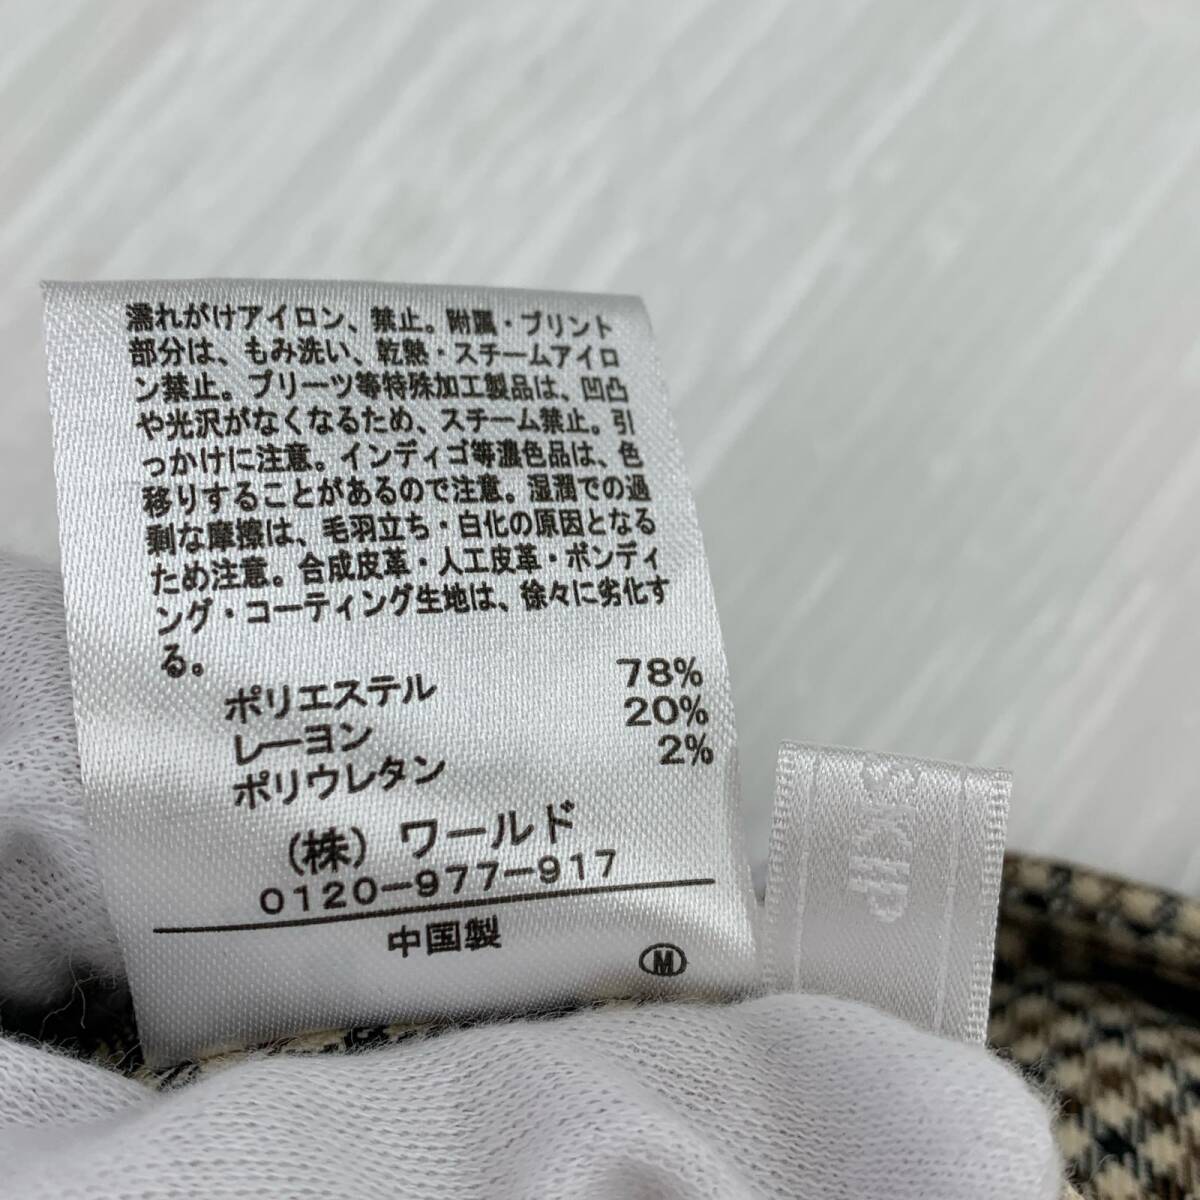 濡れがけアイロン、禁止。附属・プリント
部分は、もみ洗い、乾熱・スチームアイロ
ン禁止。プリーツ等特殊加工製品は、凹凸
や光沢がなくなるため、スチーム禁止。引
っかけに注意。インディゴ等濃色品は、色
移りすることがあるので注意。湿潤での過
剰な摩擦は、毛羽立ち・白化の原因となる
ため注意。合成皮革・人工皮革・ボンディ
ング・コーティング生地は、徐々に劣化す
る。
ポリエステル 78%
レーヨン 20%
ポリウレタン 2%
(株) ワールド
0120-977-917
中国製
M
SKIP